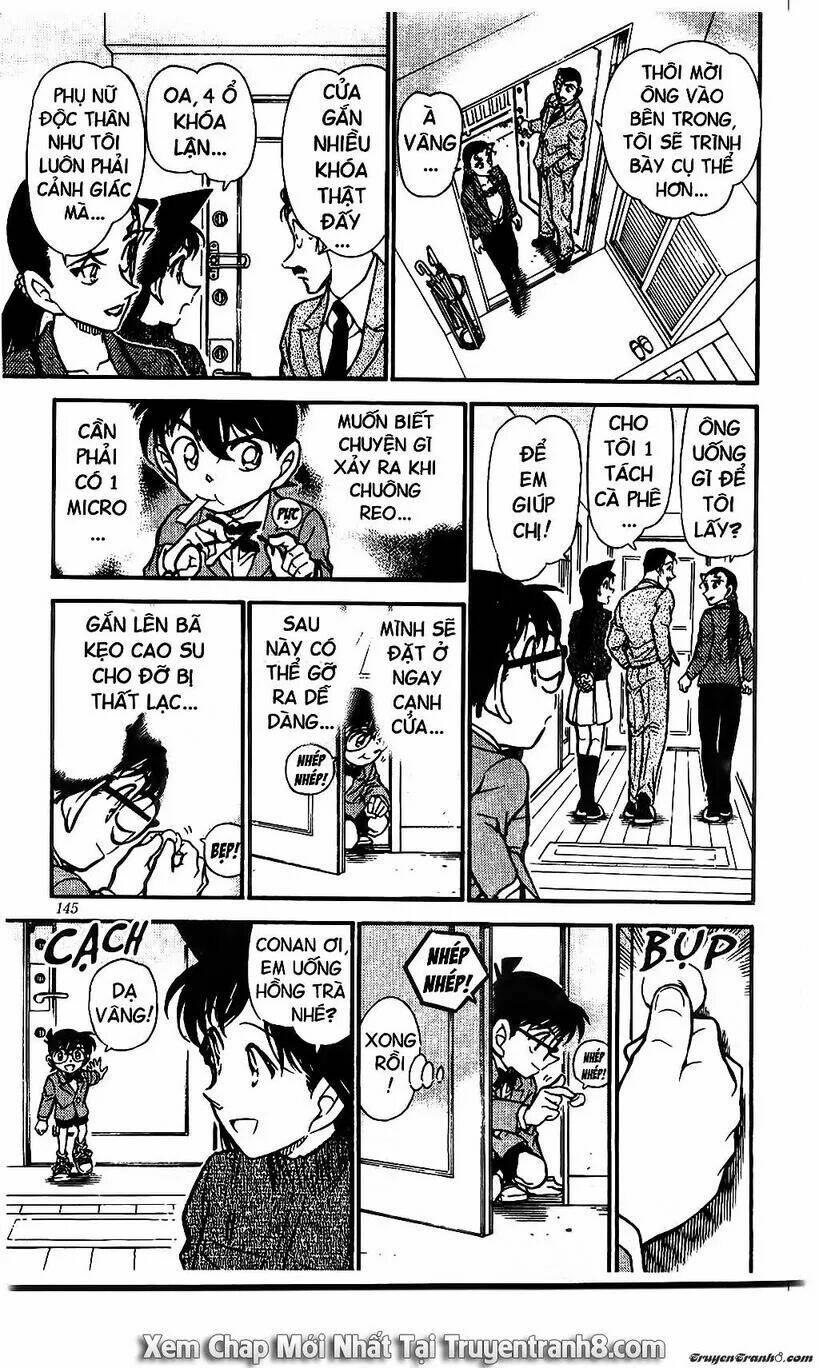 THÔI MỜI
ÔNG VÀO
BÊN TRONG,
TÔI SẼ TRÌNH
BÀY CỤ THỂ
HƠN...
À
VÂNG
...
CỬA
GẮN
NHIỀU
KHÓA
THẬT
ĐẤY
...
OA, 4 Ổ
KHÓA
LẬN...
PHỤ NỮ
ĐỘC THÂN
NHƯ TÔI
LUÔN PHẢI
CẢNH GIÁC
MÀ...
ÔNG
UỐNG
GÌ ĐỂ
TÔI
LẤY?
CHO
TÔI 1
TÁCH
CÀ PHÊ
...
ĐỂ
EM
GIÚP
CHỊ!
MUỐN BIẾT
CHUYỆN GÌ
XẢY RA KHI
CHUÔNG
REO...
PỰC
CẦN
PHẢI
CÓ 1
MICRO
...
MÌNH SẼ
ĐẶT Ở
NGAY
CẠNH
CỬA...
SAU
NÀY CÓ
THỂ GỠ
RA DỄ
DÀNG...
NHÉP
NHÉP!
GẮN LÊN BÃ
KẸO CAO SU
CHO ĐỠ BỊ
THẤT LẠC...
BẸP!
145
BỤP
NHÉP
NHÉP!
NHÉP
NHÉP!
XONG
RỒI
!
CONAN ƠI,
EM UỐNG
HỒNG TRÀ
NHÉ?
CẠCH
DẠ
VÂNG!
Xem Chap Mới Nhất Tại Truyentranh8.com
TruyenTranh8.com